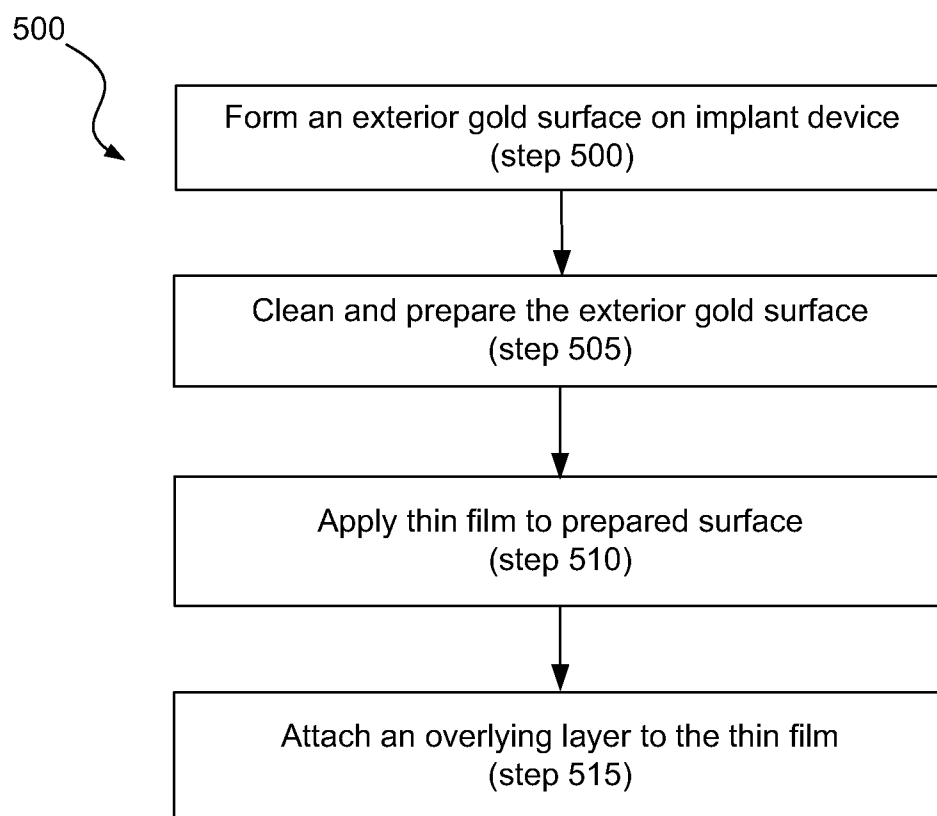 500
Form an exterior gold surface on implant device
(step 500)
Clean and prepare the exterior gold surface
(step 505)
Apply thin film to prepared surface
(step 510)
Attach an overlying layer to the thin film
(step 515)